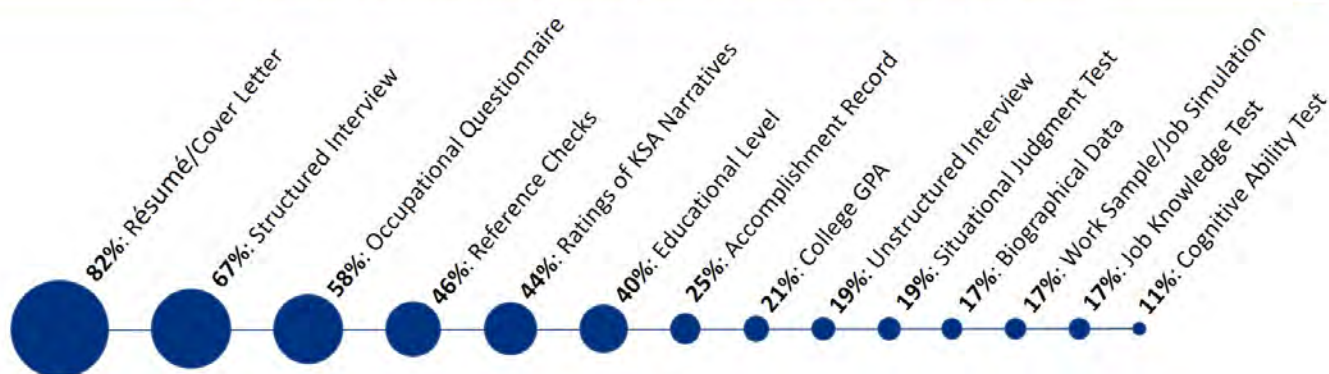 82%: Résumé/Cover Letter
67%: Structured Interview
58%: Occupational Questionnaire
46%: Reference Checks
44%: Ratings of KSA Narratives
40%: Educational Level
25%: Accomplishment Record
21%: College GPA
19%: Unstructured Interview
19%: Situational Judgment Test
17%: Biographical Data
17%: Work Sample/Job Simulation
17%: Job Knowledge Test
11%: Cognitive Ability Test